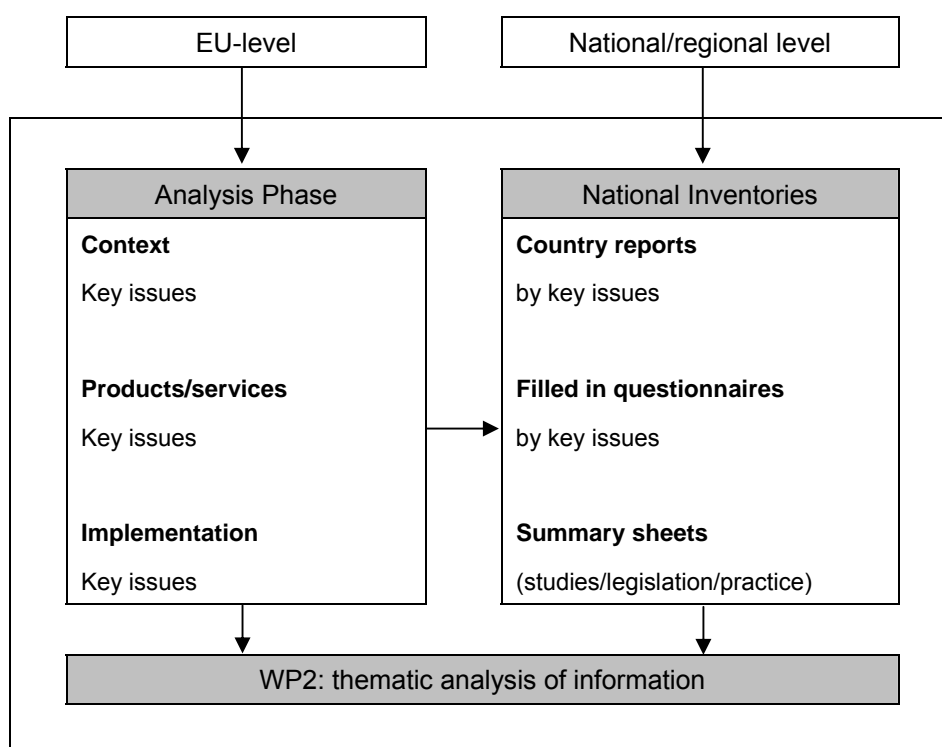 EU-level
National/regional level
Analysis Phase
Context
Key issues
Products/services
Key issues
Implementation
Key issues
National Inventories
Country reports
by key issues
Filled in questionnaires
by key issues
Summary sheets
(studies/legislation/practice)
WP2: thematic analysis of information